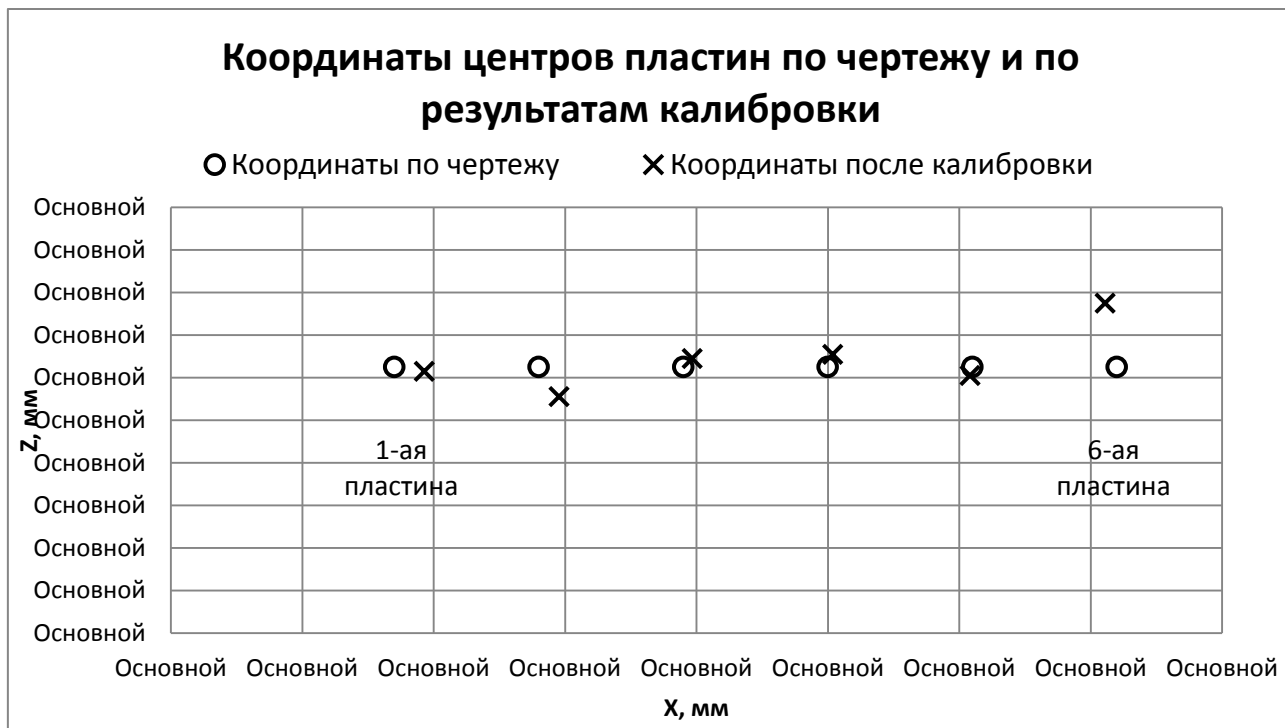 Координаты центров пластин по чертежу и по
результатам калибровки
Координаты по чертежу
Координаты после калибровки
Основной
Основной
Основной
Основной
Основной
Основной
Основной
Основной
Основной
Основной
Основной
Z, мм
1-ая
пластина
6-ая
пластина
Основной Основной Основной Основной Основной Основной Основной Основной Основной
X, мм